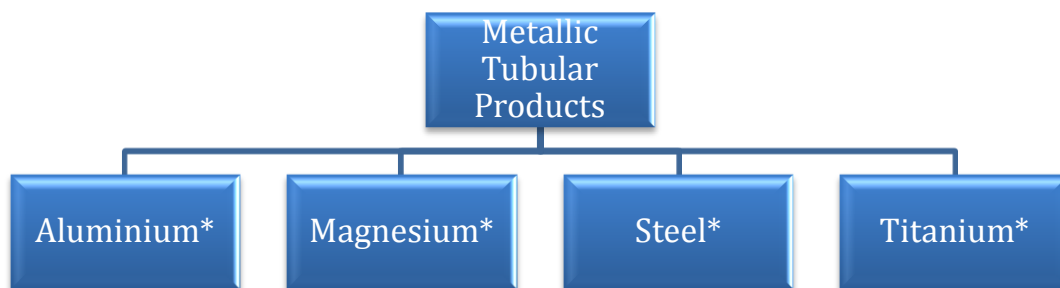 Metallic
Tubular
Products
Aluminium*
Magnesium*
Steel*
Titanium*